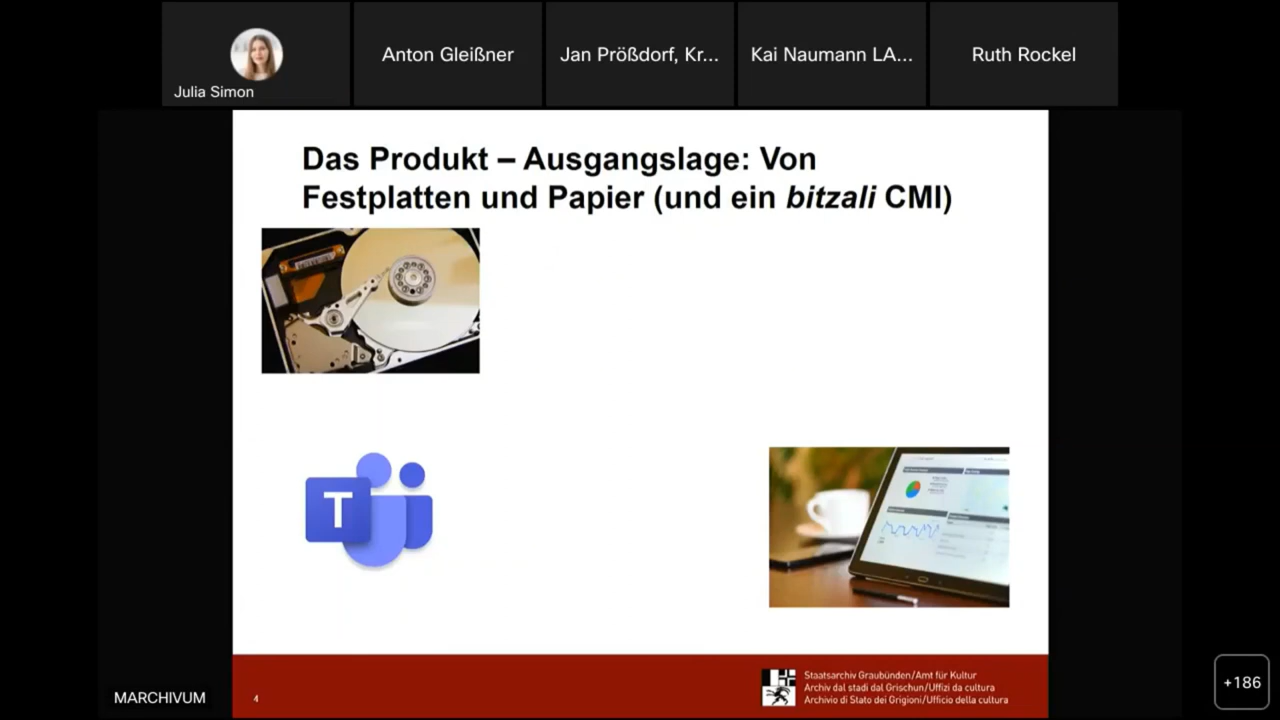 Julia Simon
Anton Gleißner
Jan Prößdorf, Kr...
Kai Naumann LA...
Ruth Rockel
Das Produkt – Ausgangslage: Von
Festplatten und Papier (und ein bitzali CMI)
T
4
Staatsarchiv Graubünden/Amt für Kultur
Archiv dal stadi dal Grischun/Uffizi da cultura
Archivio di Stato dei Grigioni/Ufficio della cultura
MARCHIVUM
+186